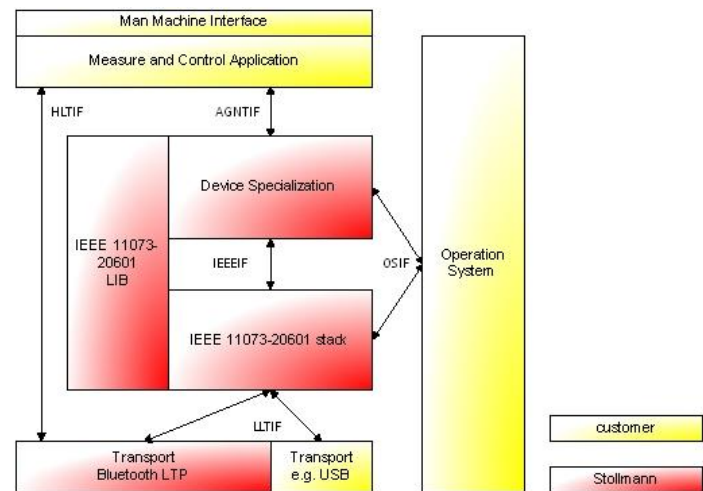 Man Machine Interface
Measure and Control Application
HLTIF
AGNTIF
Device Specialization
IEEE 11073-
20601
LIB
IEEEIF
OSIF
Operation
System
IEEE 11073-20601 stack
LLTIF
Transport
Bluetooth LTP
Transport
e.g. USB
customer
Stollmann